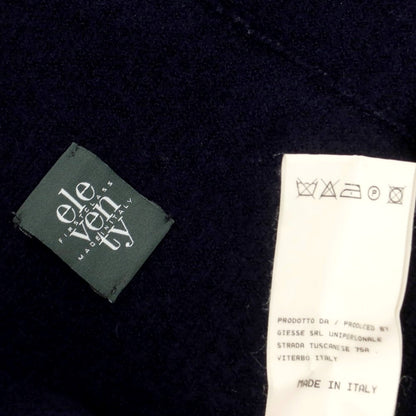 ele
FIRST CLASS
ven
MADE IN ITALY
ty
PRODOTTO DA / PRODUCED BY
GIESSE SRL UNIPERSONALE
STRADA TUSCANESE 75A
VITERBO ITALY
MADE IN ITALY